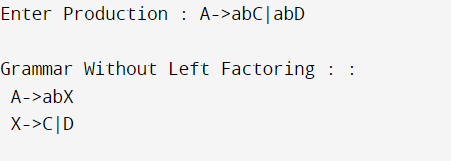 Enter Production : A->abC|abD
Grammar Without Left Factoring : :
A->abX
X->C|D